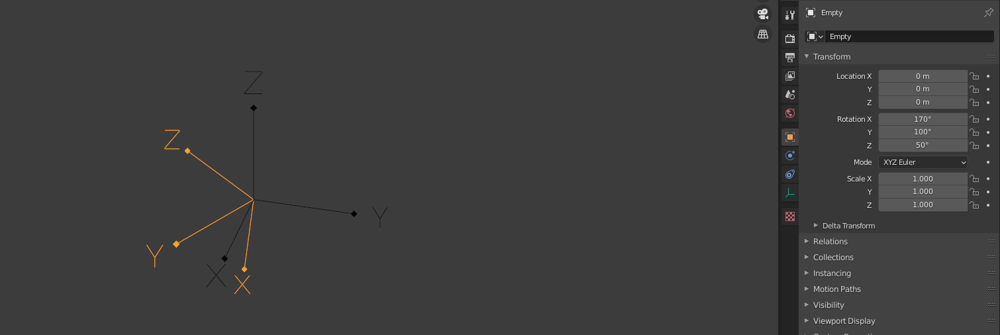 Empty
Empty
Transform
Location X 0 m
Y 0 m
Z 0 m
Rotation X 170°
Y 100°
Z 50°
Mode XYZ Euler
Scale X 1.000
Y 1.000
Z 1.000
Delta Transform
Relations
Collections
Instancing
Motion Paths
Visibility
Viewport Display
Z
Z
Y
Y
X
X